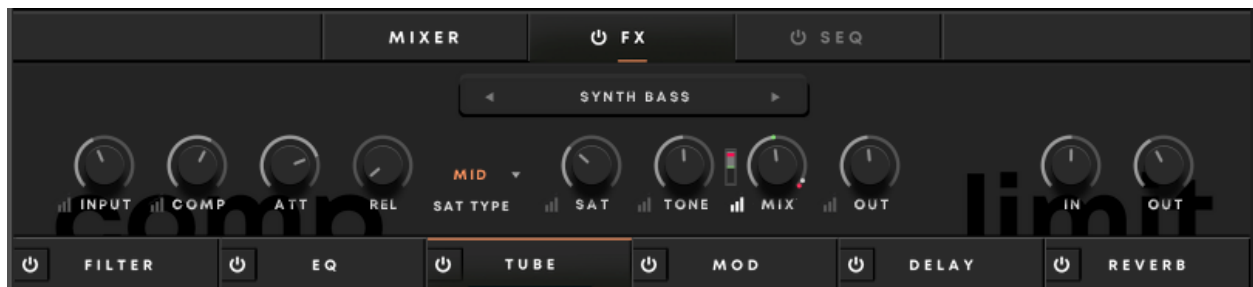 MIXER FX SEQ
SYNTH BASS
MID
INPUT COMP ATT REL SAT TYPE SAT TONE MIX OUT IN OUT
comp limit
FILTER EQ TUBE MOD DELAY REVERB